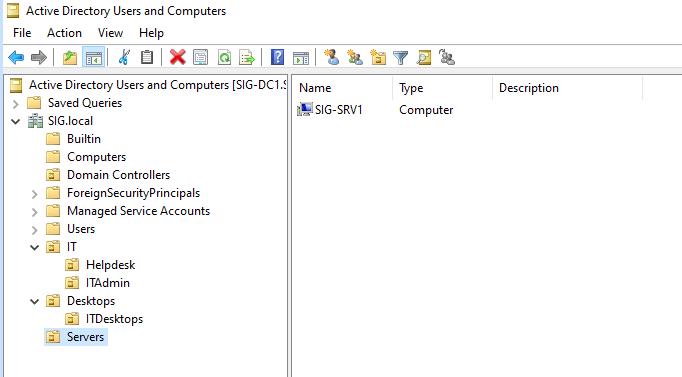 Active Directory Users and Computers
File Action View Help
Active Directory Users and Computers [SIG-DC1.S
Saved Queries
SIG.local
Builtin
Computers
Domain Controllers
ForeignSecurityPrincipals
Managed Service Accounts
Users
IT
Helpdesk
ITAdmin
Desktops
ITDesktops
Servers
Name Type Description
SIG-SRV1 Computer